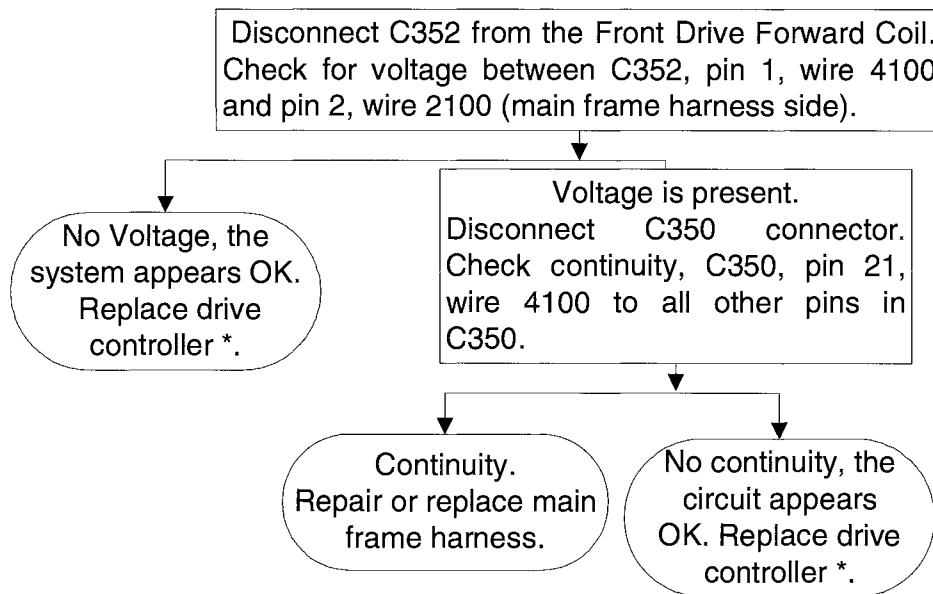 Disconnect C352 from the Front Drive Forward Coil.
Check for voltage between C352, pin 1, wire 4100
and pin 2, wire 2100 (main frame harness side).
No Voltage, the
system appears OK.
Replace drive
controller *.
Voltage is present.
Disconnect C350 connector.
Check continuity, C350, pin 21,
wire 4100 to all other pins in
C350.
Continuity.
Repair or replace main
frame harness.
No continuity, the
circuit appears
OK. Replace drive
controller *.